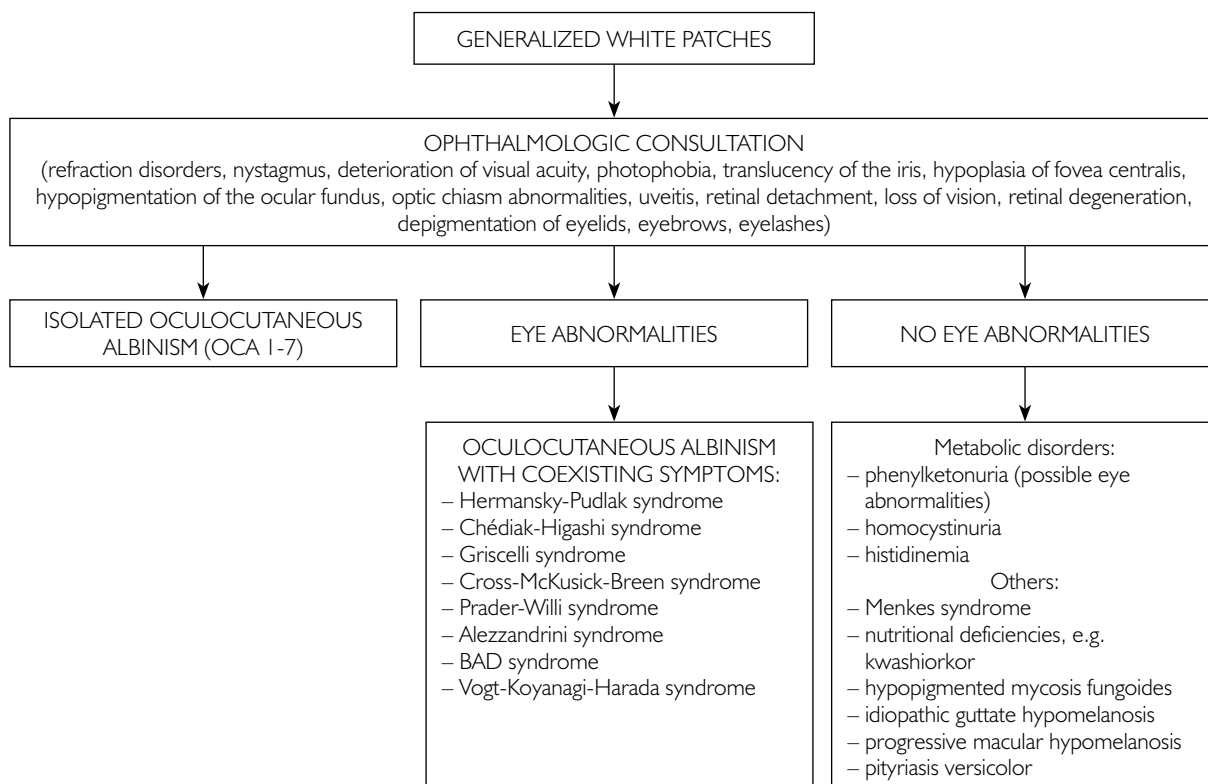 GENERALIZED WHITE PATCHES
OPHTHALMOLOGIC CONSULTATION
(refraction disorders, nystagmus, deterioration of visual acuity, photophobia, translucency of the iris, hypoplasia of fovea centralis,
hypopigmentation of the ocular fundus, optic chiasm abnormalities, uveitis, retinal detachment, loss of vision, retinal degeneration,
depigmentation of eyelids, eyebrows, eyelashes)
ISOLATED OCULOCUTANEOUS
ALBINISM (OCA 1-7)
EYE ABNORMALITIES
NO EYE ABNORMALITIES
OCULOCUTANEOUS ALBINISM
WITH COEXISTING SYMPTOMS:
– Hermansky-Pudlak syndrome
– Chédiak-Higashi syndrome
– Griscelli syndrome
– Cross-McKusick-Breen syndrome
– Prader-Willi syndrome
– Alezzandrini syndrome
– BAD syndrome
– Vogt-Koyanagi-Harada syndrome
Metabolic disorders:
– phenylketonuria (possible eye
abnormalities)
– homocystinuria
– histidinemia
Others:
– Menkes syndrome
– nutritional deficiencies, e.g.
kwashiorkor
– hypopigmented mycosis fungoides
– idiopathic guttate hypomelanosis
– progressive macular hypomelanosis
– pityriasis versicolor